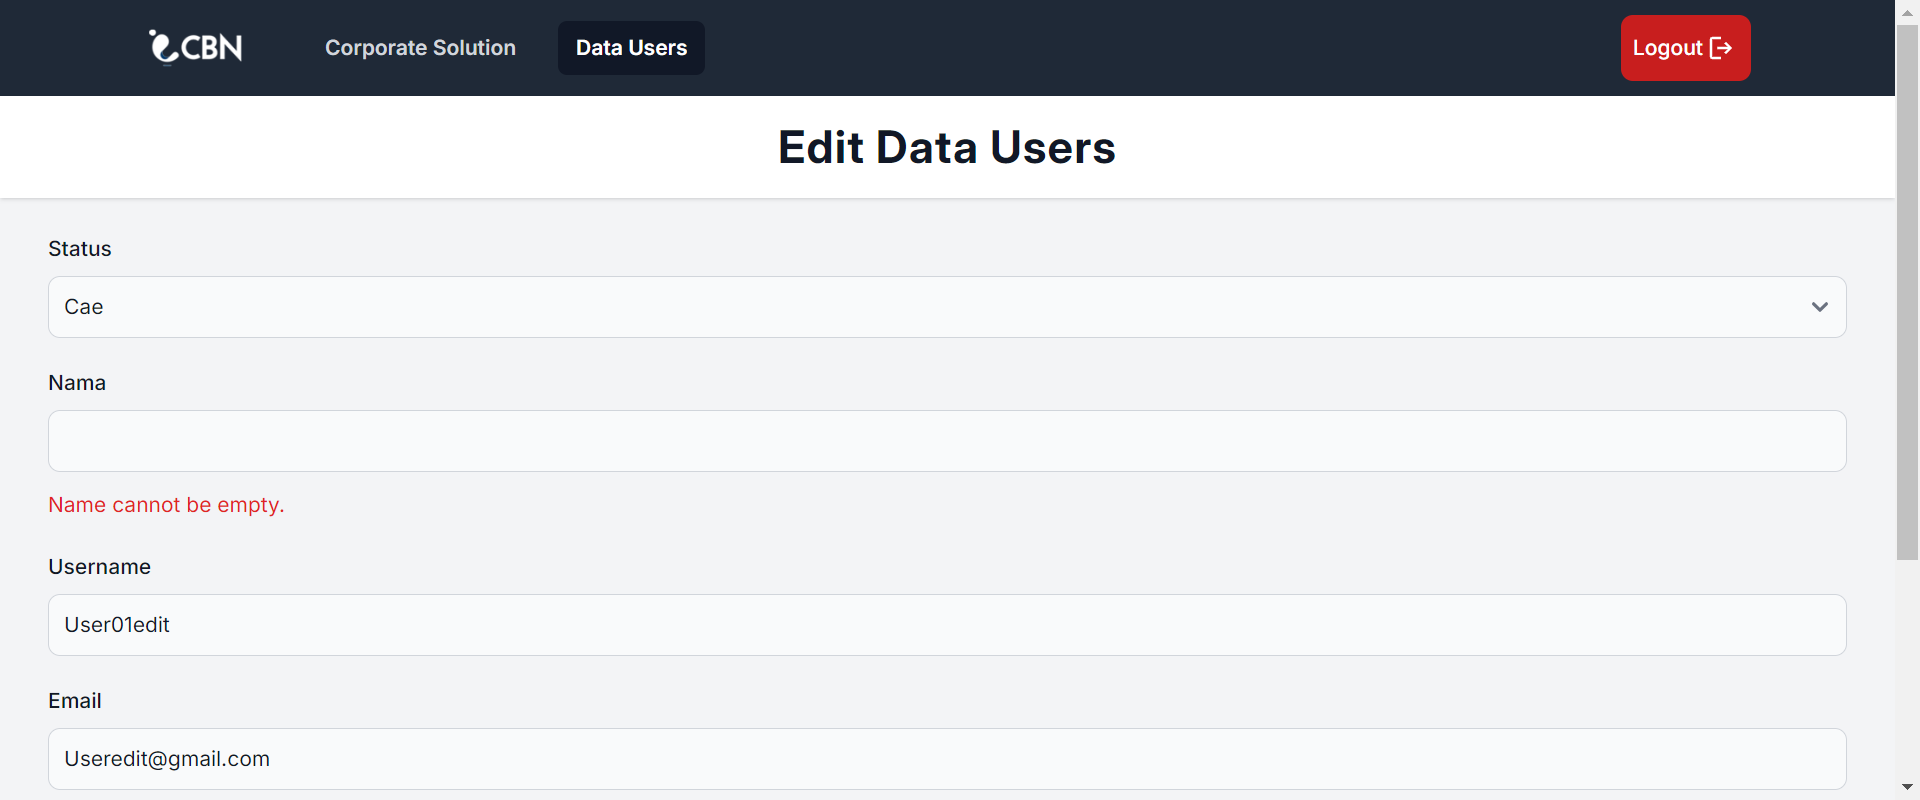 CBN
Corporate Solution
Data Users
Logout
Edit Data Users
Status
Cae
Nama
Name cannot be empty.
Username
User01edit
Email
Useredit@gmail.com